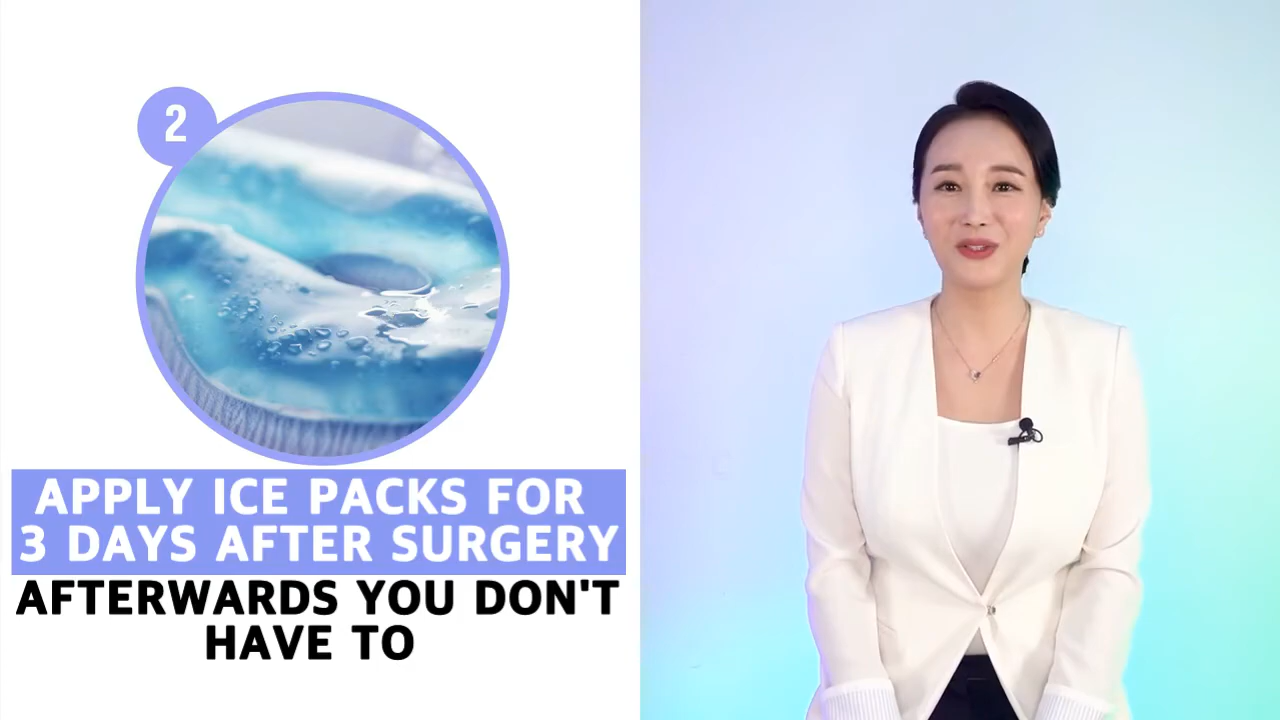 2
APPLY ICE PACKS FOR
3 DAYS AFTER SURGERY
AFTERWARDS YOU DON'T
HAVE TO